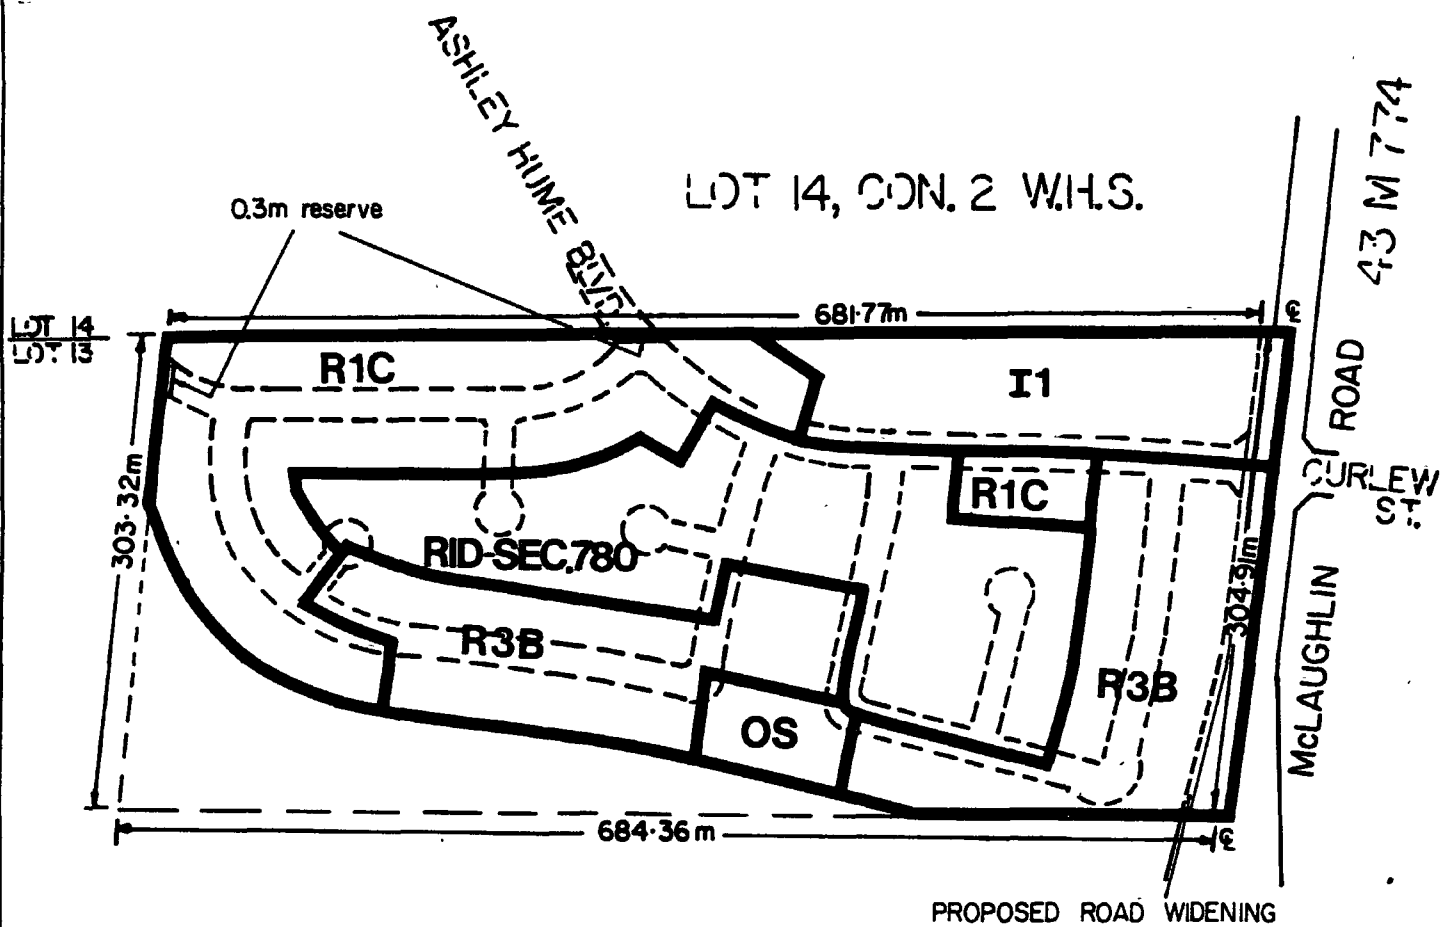 ASHLEY HUME BLVD.
LOT 14, CON. 2 W.H.S.
43 M 774
0.3m reserve
681·77m
℄
LOT 14
LOT 13
R1C
I1
ROAD
CURLEW
ST.
303·32m
R1C
RID-SEC.780
304·91m
R3B
R3B
OS
McLAUGHLIN
684·36m
℄
PROPOSED ROAD WIDENING